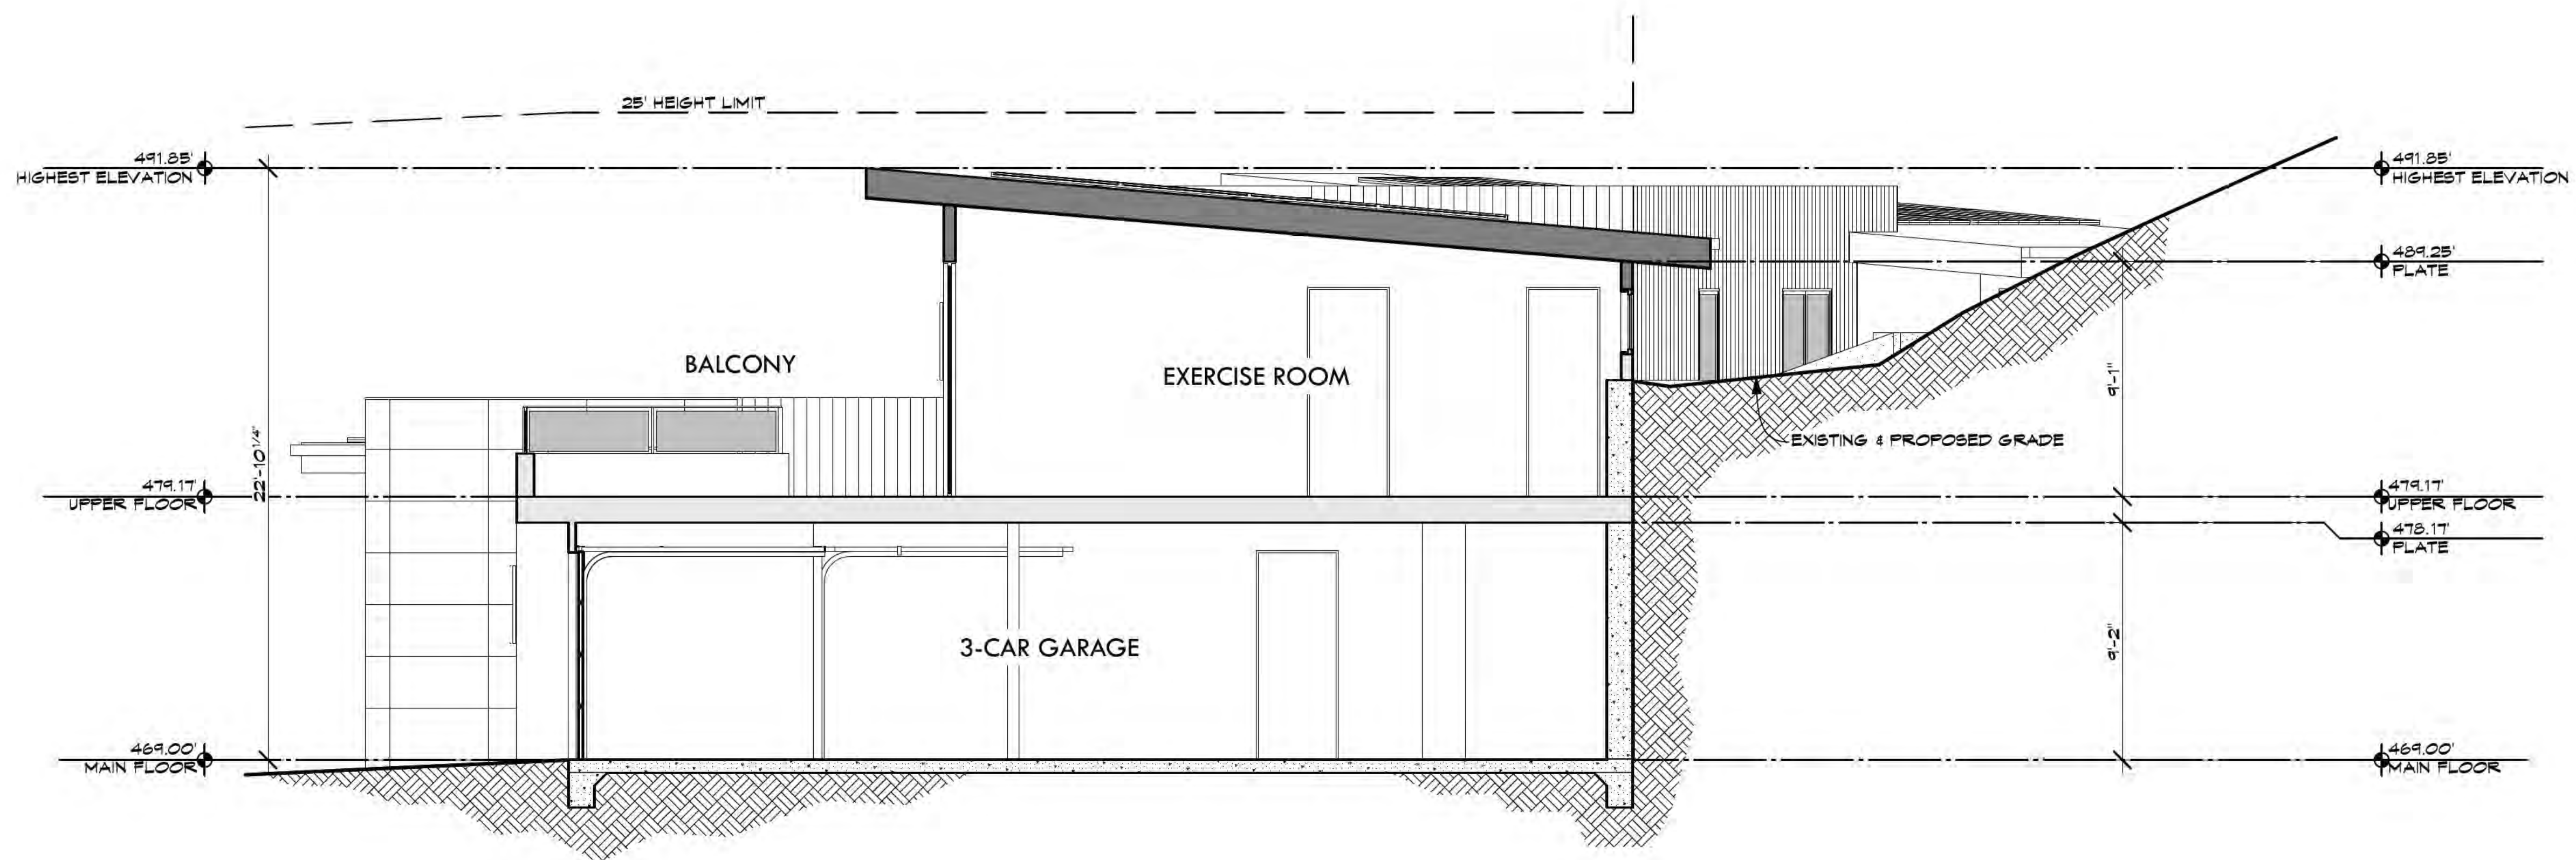 25' HEIGHT LIMIT
491.85'
HIGHEST ELEVATION
491.85'
HIGHEST ELEVATION
489.25'
PLATE
BALCONY
EXERCISE ROOM
9'-1"
22'-10 1/4"
EXISTING & PROPOSED GRADE
479.17'
UPPER FLOOR
479.17'
UPPER FLOOR
478.17'
PLATE
3-CAR GARAGE
9'-2"
469.00'
MAIN FLOOR
469.00'
MAIN FLOOR